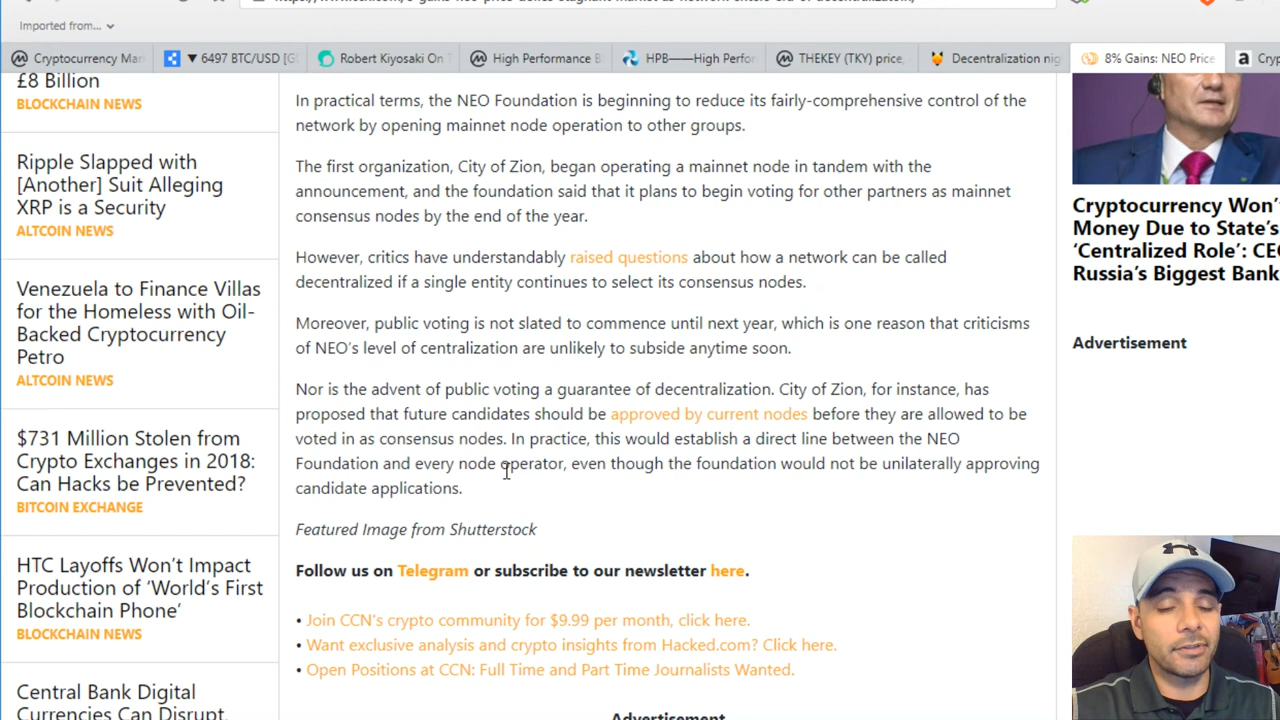 Imported from...
Cryptocurrency Mar
▼ 6497 BTC/USD [G
Robert Kiyosaki On T
High Performance B
HPB——High Perfo
THEKEY (TKY) price,
Decentralization nig
8% Gains: NEO Price
Cryp
£8 Billion
BLOCKCHAIN NEWS
Ripple Slapped with
[Another] Suit Alleging
XRP is a Security
ALTCOIN NEWS
Venezuela to Finance Villas
for the Homeless with Oil-
Backed Cryptocurrency
Petro
ALTCOIN NEWS
$731 Million Stolen from
Crypto Exchanges in 2018:
Can Hacks be Prevented?
BITCOIN EXCHANGE
HTC Layoffs Won’t Impact
Production of ‘World’s First
Blockchain Phone’
BLOCKCHAIN NEWS
Central Bank Digital
Currencies Can Disrupt,
In practical terms, the NEO Foundation is beginning to reduce its fairly-comprehensive control of the
network by opening mainnet node operation to other groups.
The first organization, City of Zion, began operating a mainnet node in tandem with the
announcement, and the foundation said that it plans to begin voting for other partners as mainnet
consensus nodes by the end of the year.
However, critics have understandably raised questions about how a network can be called
decentralized if a single entity continues to select its consensus nodes.
Moreover, public voting is not slated to commence until next year, which is one reason that criticisms
of NEO’s level of centralization are unlikely to subside anytime soon.
Nor is the advent of public voting a guarantee of decentralization. City of Zion, for instance, has
proposed that future candidates should be approved by current nodes before they are allowed to be
voted in as consensus nodes. In practice, this would establish a direct line between the NEO
Foundation and every node operator, even though the foundation would not be unilaterally approving
candidate applications.
Featured Image from Shutterstock
Follow us on Telegram or subscribe to our newsletter here.
• Join CCN's crypto community for $9.99 per month, click here.
• Want exclusive analysis and crypto insights from Hacked.com? Click here.
• Open Positions at CCN: Full Time and Part Time Journalists Wanted.
Advertisement
Cryptocurrency Won’
Money Due to State’s
‘Centralized Role’: CE
Russia’s Biggest Bank
Advertisement